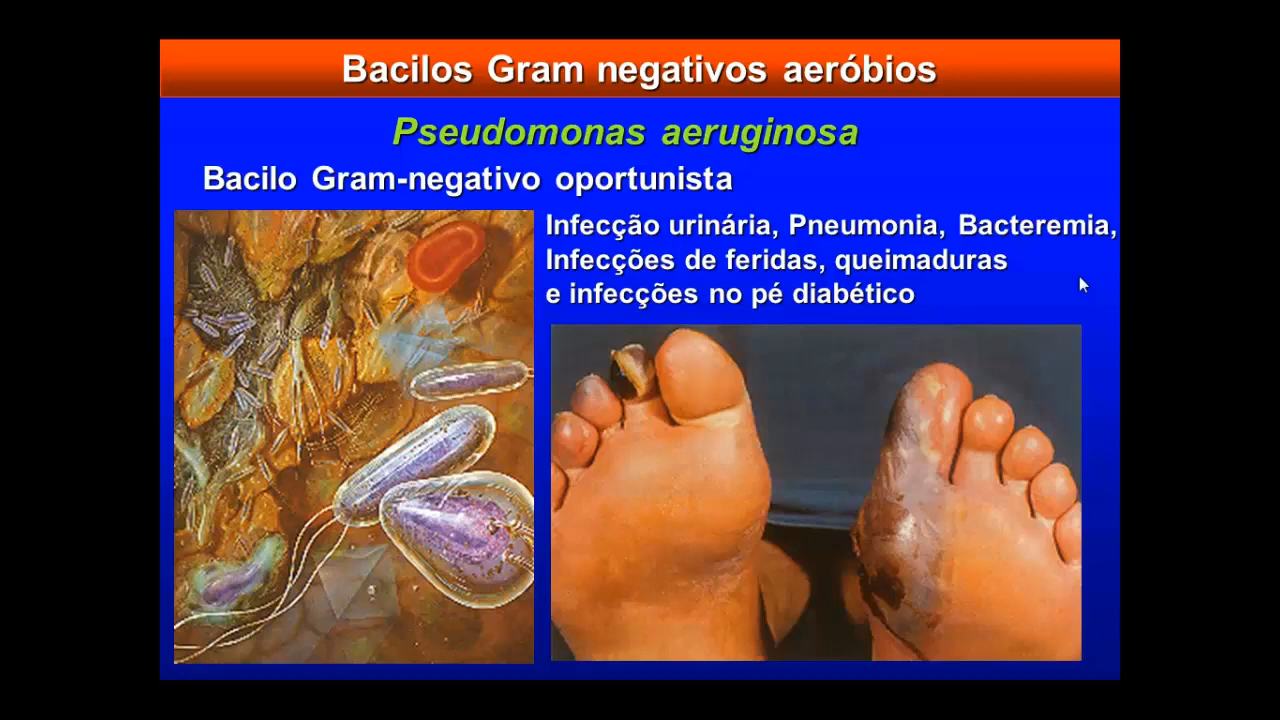 Bacilos Gram negativos aeróbios
Pseudomonas aeruginosa
Bacilo Gram-negativo oportunista
Infecção urinária, Pneumonia, Bacteremia,
Infecções de feridas, queimaduras
e infecções no pé diabético